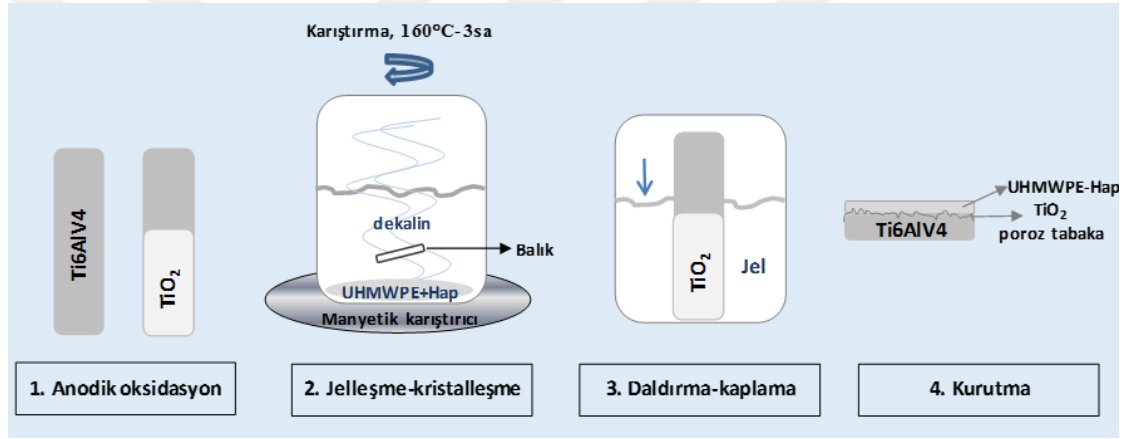 Karıştırma, 160°C-3sa
Ti6AlV4
TiO₂
dekalin
Balık
UHMWPE+Hap
Manyetik karıştırıcı
TiO₂
Jel
UHMWPE-Hap
TiO₂
poroz tabaka
Ti6AlV4
1. Anodik oksidasyon
2. Jelleşme-kristalleşme
3. Daldırma-kaplama
4. Kurutma